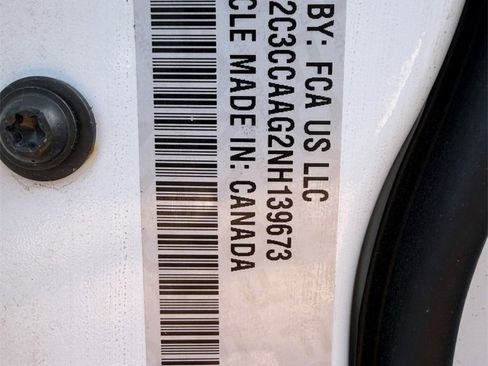 BY: FCA US LLC
2C3CCAAG2NH139673
CLE MADE IN: CANADA